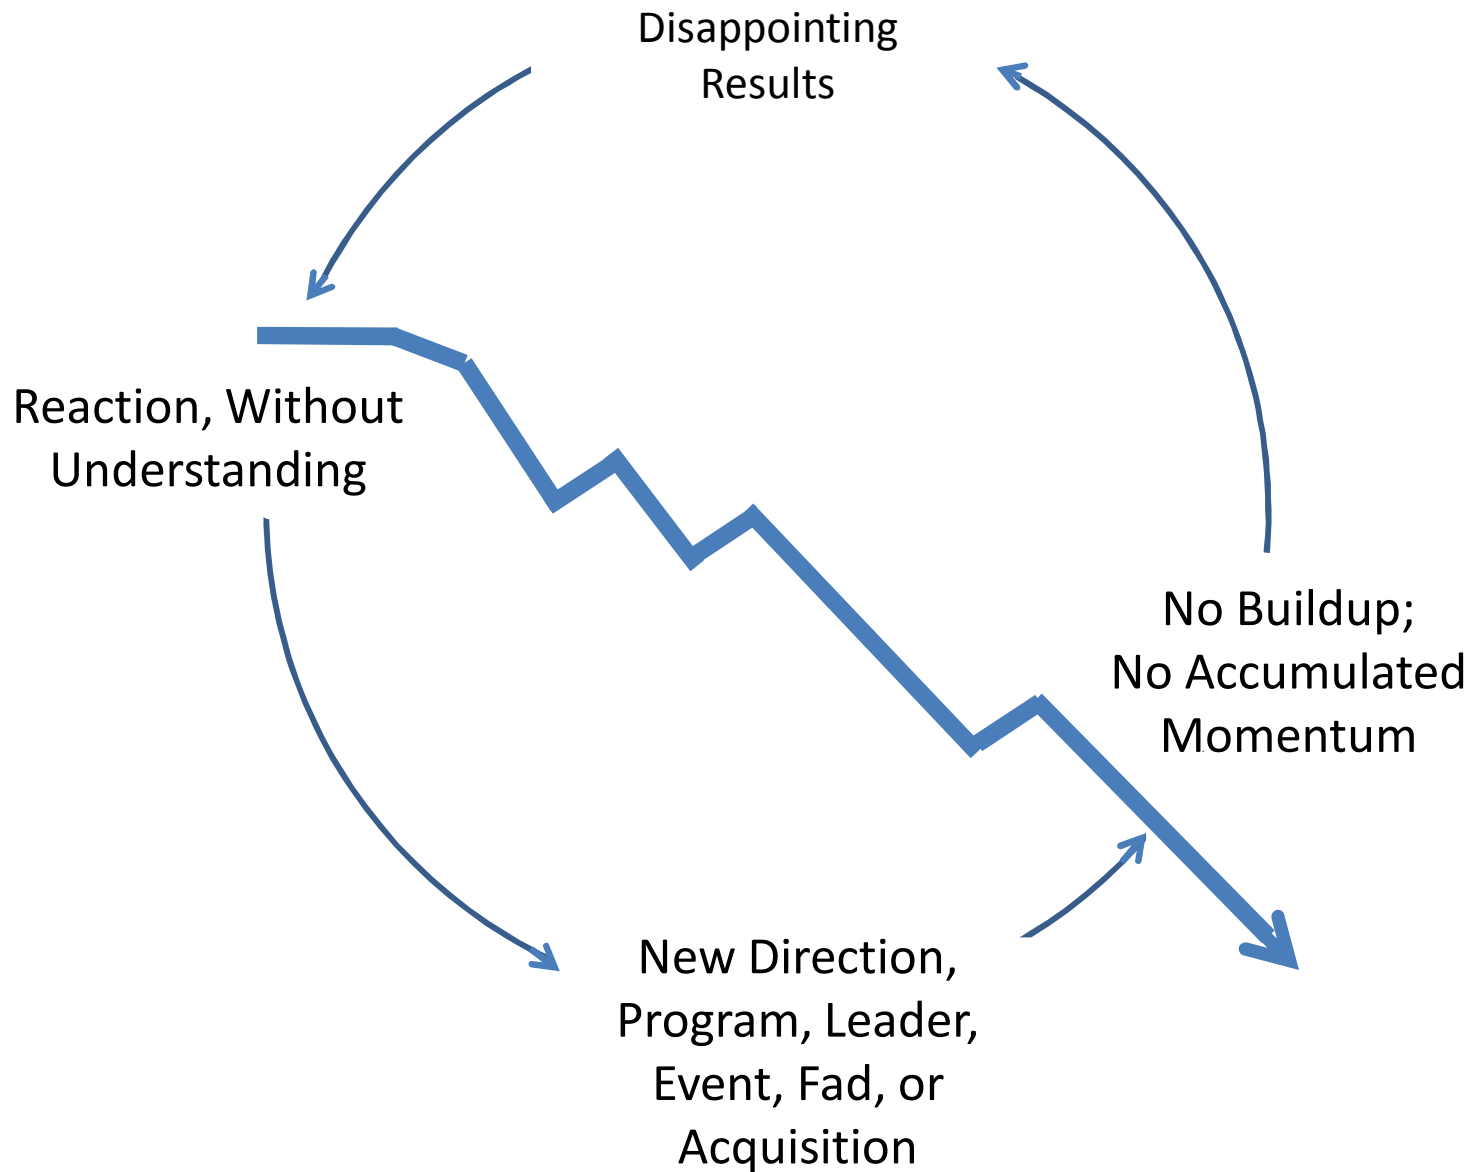 Disappointing
Results
Reaction, Without
Understanding
No Buildup;
No Accumulated
Momentum
New Direction,
Program, Leader,
Event, Fad, or
Acquisition